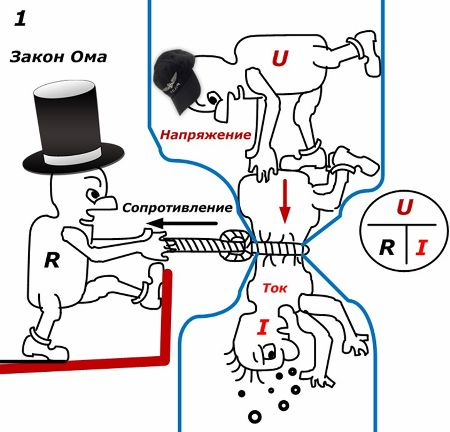 1
Закон Ома
U
Напряжение
Сопротивление
R
Ток
I
U
R I